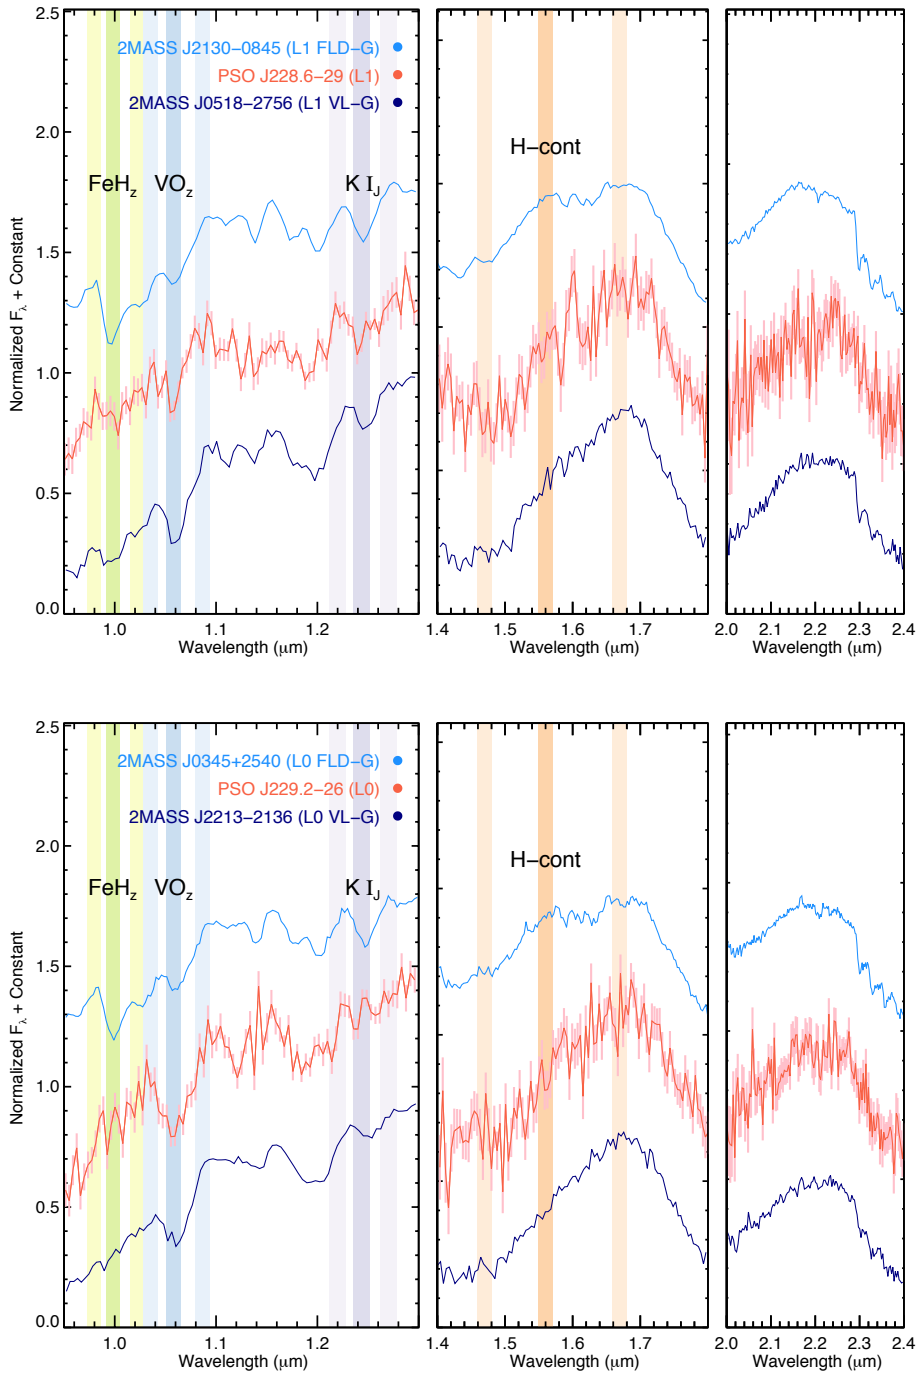 2MASS J2130−0845 (L1 FLD−G)
PSO J228.6−29 (L1)
2MASS J0518−2756 (L1 VL−G)
FeHz VOz K IJ
H−cont
Normalized Fλ + Constant
2.5
2.0
1.5
1.0
0.5
0.0
1.0 1.1 1.2
Wavelength (μm)
1.4 1.5 1.6 1.7
Wavelength (μm)
2.0 2.1 2.2 2.3 2.4
Wavelength (μm)
2MASS J0345+2540 (L0 FLD−G)
PSO J229.2−26 (L0)
2MASS J2213−2136 (L0 VL−G)
FeHz VOz K IJ
H−cont
Normalized Fλ + Constant
2.5
2.0
1.5
1.0
0.5
0.0
1.0 1.1 1.2
Wavelength (μm)
1.4 1.5 1.6 1.7
Wavelength (μm)
2.0 2.1 2.2 2.3 2.4
Wavelength (μm)